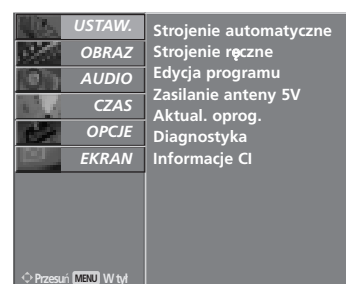 USTAW.
OBRAZ
AUDIO
CZAS
OPCJE
EKRAN
Strojenie automatyczne
Strojenie ręczne
Edycja programu
Zasilanie anteny 5V
Aktual. oprog.
Diagnostyka
Informacje CI
Przesuń MENU W tył